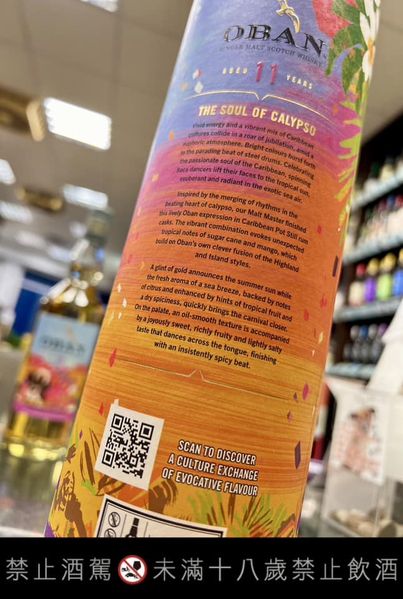 OBAN
SINGLE MALT SCOTCH WHISKY
AGED 11 YEARS
THE SOUL OF CALYPSO
Vivid energy and a vibrant mix of Caribbean
cultures collide in a roar of jubilation, amid a
euphoric atmosphere. Bright colours burst forth
to the parading beat of steel drums. Celebrating
the passionate soul of the Caribbean, spinning
Soca dancers lift their faces to the tropical sun,
exuberant and radiant in the exotic sea air.
Inspired by the merging of rhythms in the
beating heart of calypso, our Malt Master finished
this lively Oban expression in Caribbean Pot Still rum
casks. The vibrant combination evokes unexpected
tropical notes of sugar cane and mango, which
build on Oban's own clever fusion of the Highland
and Island styles.
A glint of gold announces the summer sun while
the fresh aroma of a sea breeze, backed by notes
of citrus and enhanced by hints of tropical fruit and
a dry spiciness, quickly brings the carnival closer.
On the palate, an oil-smooth texture is accompanied
by a joyously sweet, richly fruity and lightly salty
taste that dances across the tongue, finishing
with an insistently spicy beat.
SCAN TO DISCOVER
A CULTURE EXCHANGE
OF EVOCATIVE FLAVOUR
OBAN
禁止酒駕 未滿十八歲禁止飲酒